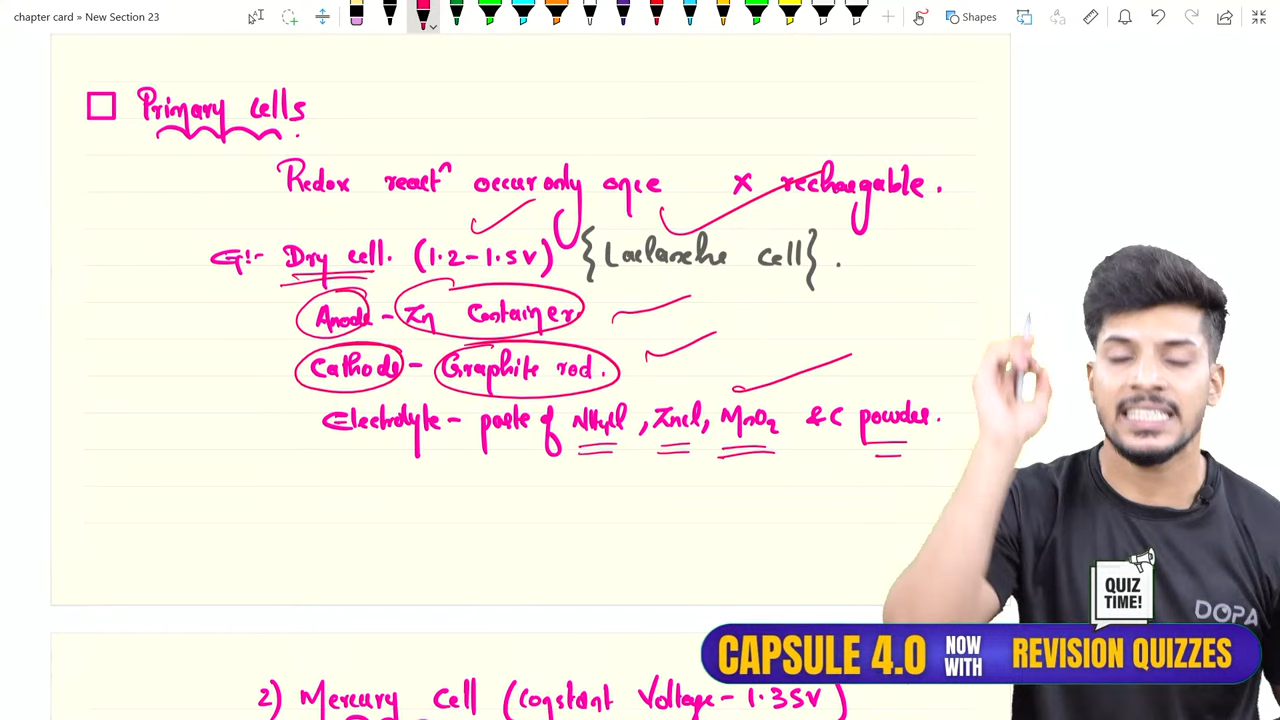 chapter card » New Section 23
Shapes
Primary cells
Redox reactⁿ occur only once × rechargable.
Eg:- Dry cell. (1.2-1.5V) {Laclanche cell}.
Anode - Zn Container
Cathode - Graphite rod.
Electrolyte - paste of NH4Cl, ZnCl, MnO2 & C powder.
QUIZ
TIME!
DOPA
CAPSULE 4.0 NOW WITH REVISION QUIZZES
2) Mercury Cell (Constant Voltage - 1.35V)